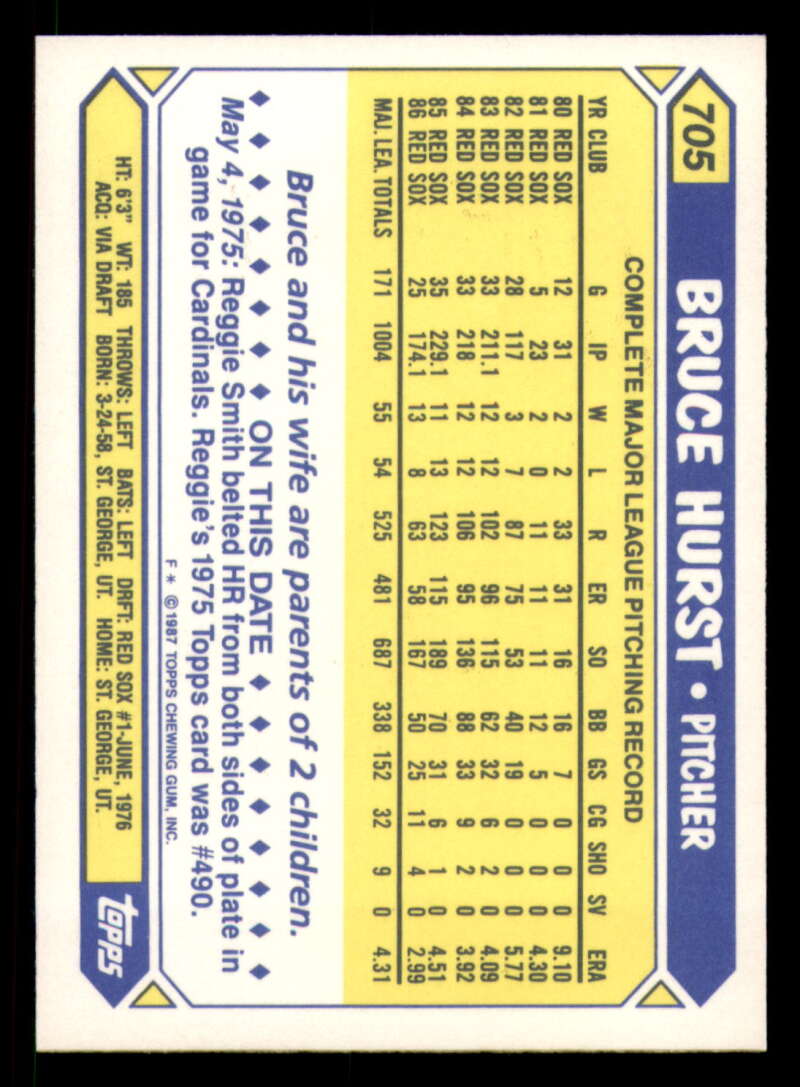 705 BRUCE HURST • PITCHER
COMPLETE MAJOR LEAGUE PITCHING RECORD
YR CLUB G IP W L R ER SO BB GS CG SHO SV ERA
80 RED SOX 12 31 2 2 33 31 16 16 7 0 0 0 9.10
81 RED SOX 5 23 2 0 11 11 11 12 5 0 0 0 4.30
82 RED SOX 28 117 3 7 87 75 53 40 19 0 0 0 5.77
83 RED SOX 33 211.1 12 12 102 96 115 62 32 6 2 0 4.09
84 RED SOX 33 218 12 12 106 95 136 88 33 9 2 0 3.92
85 RED SOX 35 229.1 11 13 123 115 189 70 31 6 1 0 4.51
86 RED SOX 25 174.1 13 8 63 58 167 50 25 11 4 0 2.99
MAJ. LEA. TOTALS 171 1004 55 54 525 481 687 338 152 32 9 0 4.31
Bruce and his wife are parents of 2 children.
♦ ♦ ♦ ♦ ♦ ♦ ♦ ♦ ON THIS DATE ♦ ♦ ♦ ♦ ♦ ♦ ♦ ♦
May 4, 1975: Reggie Smith belted HR from both sides of plate in
game for Cardinals. Reggie's 1975 Topps card was #490.
F * ©1987 TOPPS CHEWING GUM, INC.
HT: 6'3" WT: 185 THROWS: LEFT BATS: LEFT DRFT: RED SOX #1-JUNE, 1976
ACQ: VIA DRAFT BORN: 3-24-58, ST. GEORGE, UT. HOME: ST. GEORGE, UT.
topps